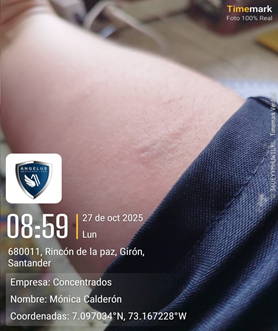 Timemark
Foto 100% Real
ANGELUS
08:59
27 de oct 2025
Lun
680011, Rincón de la paz, Girón,
Santander
Empresa: Concentrados
Nombre: Mónica Calderón
Coordenadas: 7.097034°N, 73.167228°W